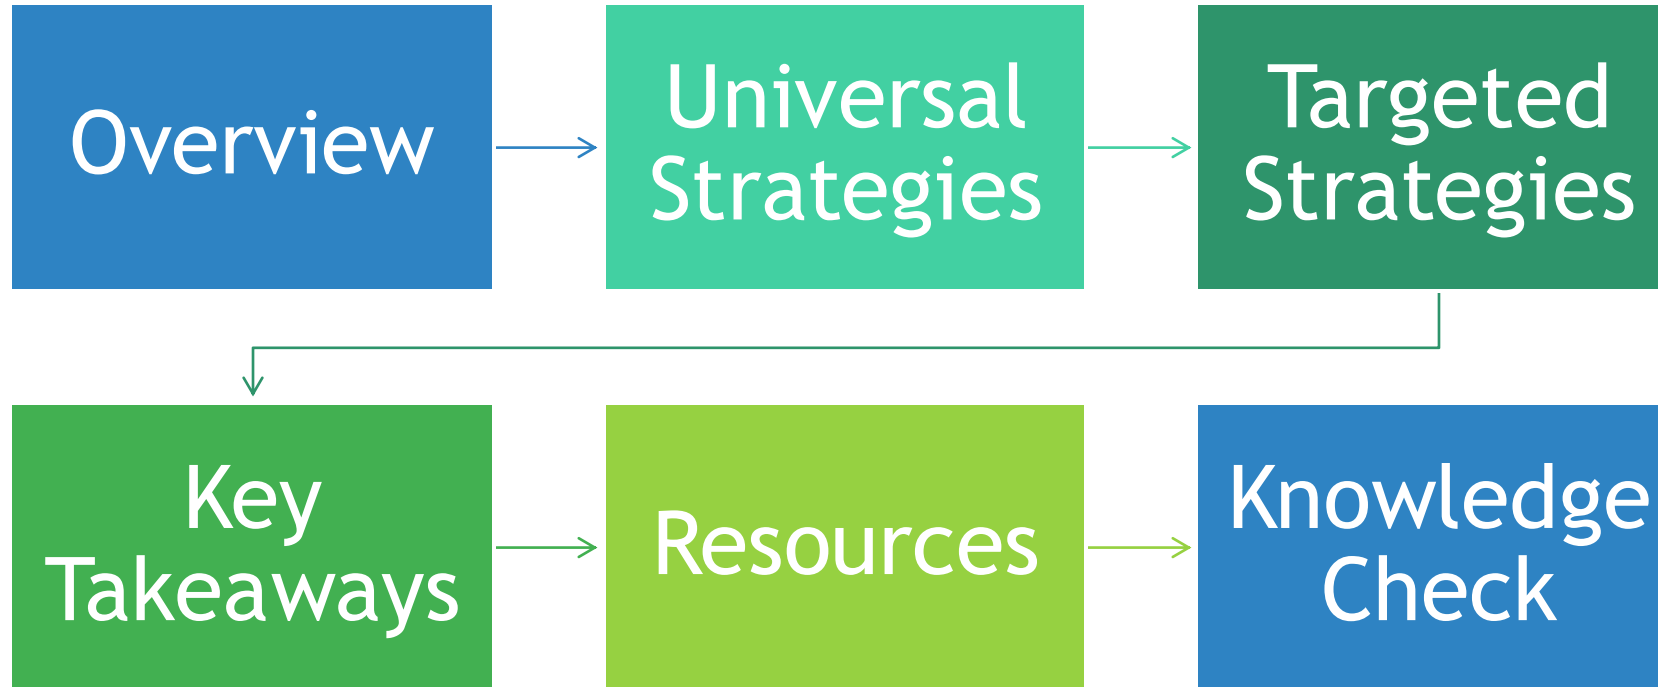 Overview
Universal
Strategies
Targeted
Strategies
Key
Takeaways
Resources
Knowledge
Check